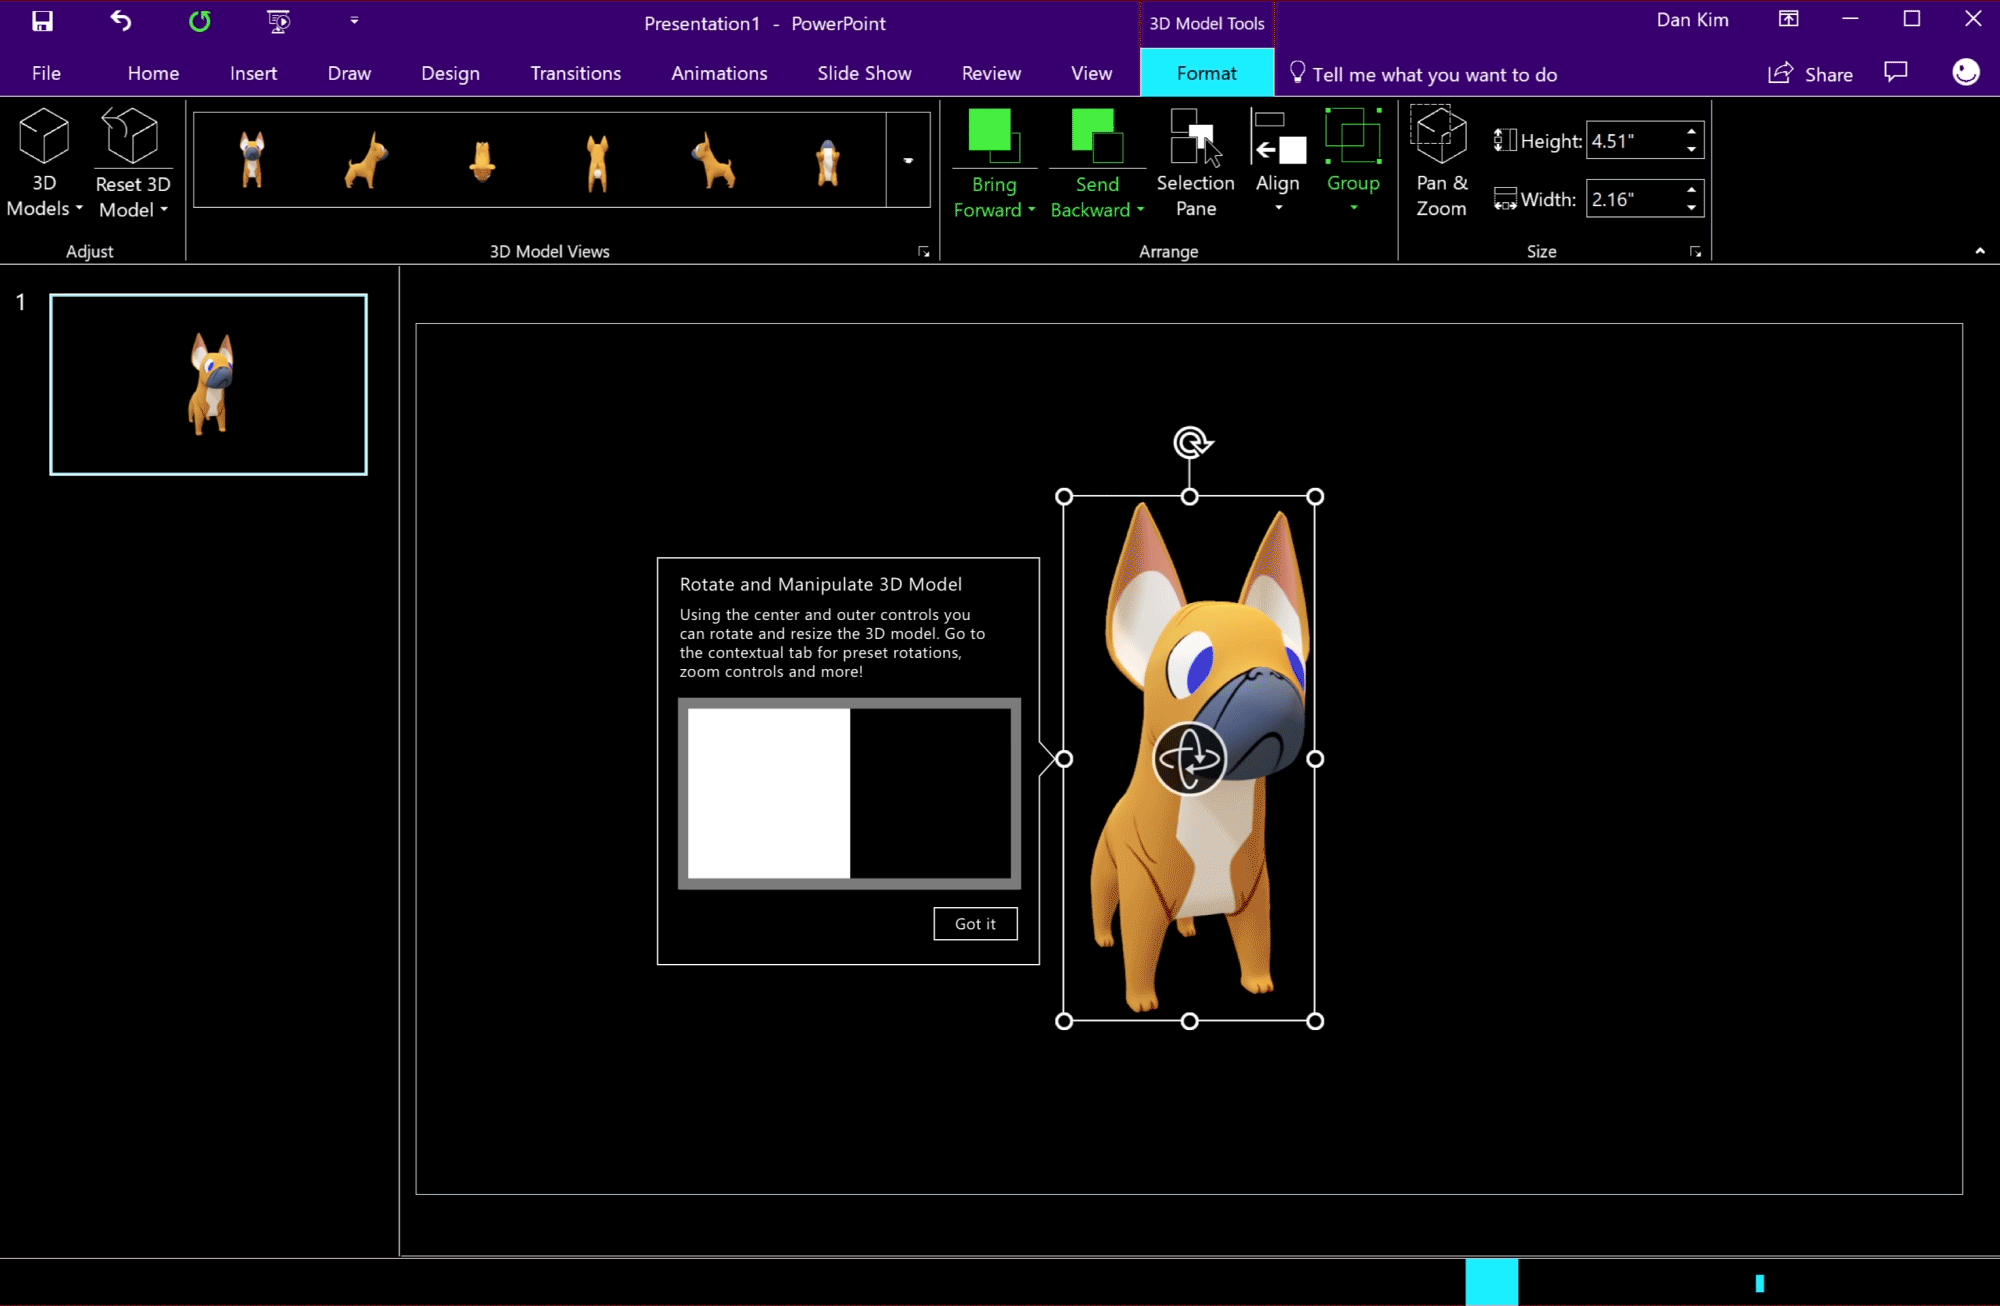 Presentation1 - PowerPoint
3D Model Tools
Dan Kim
File
Home
Insert
Draw
Design
Transitions
Animations
Slide Show
Review
View
Format
Tell me what you want to do
Share
3D
Models
Reset 3D
Model
Bring
Forward
Send
Backward
Selection
Pane
Align
Group
Pan &
Zoom
Height: 4.51"
Width: 2.16"
Adjust
3D Model Views
Arrange
Size
1
Rotate and Manipulate 3D Model
Using the center and outer controls you
can rotate and resize the 3D model. Go to
the contextual tab for preset rotations,
zoom controls and more!
Got it